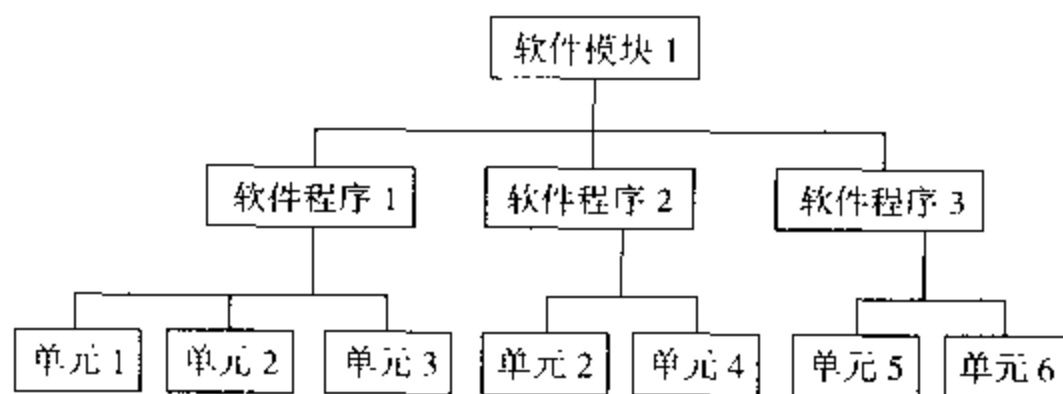 软件模块 1
软件程序 1
软件程序 2
软件程序 3
单元 1
单元 2
单元 3
单元 2
单元 4
单元 5
单元 6